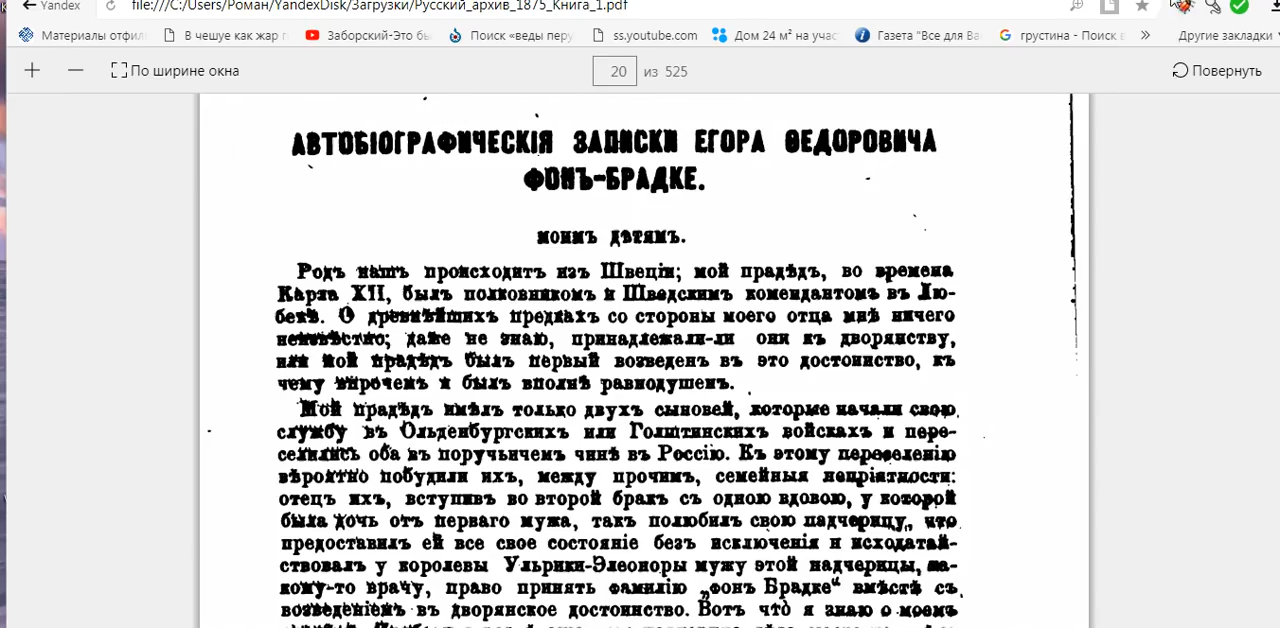 Yandex file:///C:/Users/Роман/YandexDisk/Загрузки/Русский_архив_1875_Книга_1.pdf
Материалы отфил В чешуе как жар г Заборский-Это бы Поиск «веды перу ss.youtube.com Дом 24 м² на учас Газета "Все для Ва грустина - Поиск в » Другие закладки
По ширине окна 20 из 525 Повернуть
АВТОБІОГРАФИЧЕСКІЯ ЗАПИСКИ ЕГОРА ѲЕДОРОВИЧА
ФОНЪ-БРАДКЕ.
МОИМЪ ДѢТЯМЪ.
Родъ нашъ происходитъ изъ Швеціи; мой прадѣдъ, во времена
Карла XII, былъ полковникомъ и Шведскимъ комендантомъ въ Лю-
бекѣ. О древнѣйшихъ предкахъ со стороны моего отца мнѣ ничего
неизвѣстно; даже не знаю, принадлежали-ли они къ дворянству,
или мой прадѣдъ былъ первый возведенъ въ это достоинство, къ
чему впрочемъ я былъ вполнѣ равнодушенъ.
Мой прадѣдъ имѣлъ только двухъ сыновей, которые начали свою
службу въ Ольденбургскихъ или Голштинскихъ войскахъ и пере-
селились оба въ поручьичемъ чинѣ въ Россію. Къ этому переселенію
вѣроятно побудили ихъ, между прочимъ, семейныя непріятности:
отецъ ихъ, вступивъ во второй бракъ съ одною вдовою, у которой
была дочь отъ перваго мужа, такъ полюбилъ свою падчерицу, что
предоставилъ ей все свое состояніе безъ исключенія и исходатай-
ствовалъ у королевы Ульрики-Элеоноры мужу этой надчерицы, ка-
кому-то врачу, право принять фамилію „фонъ Брадке“ вмѣстѣ съ
возведеніемъ въ дворянское достоинство. Вотъ что я знаю о моемъ